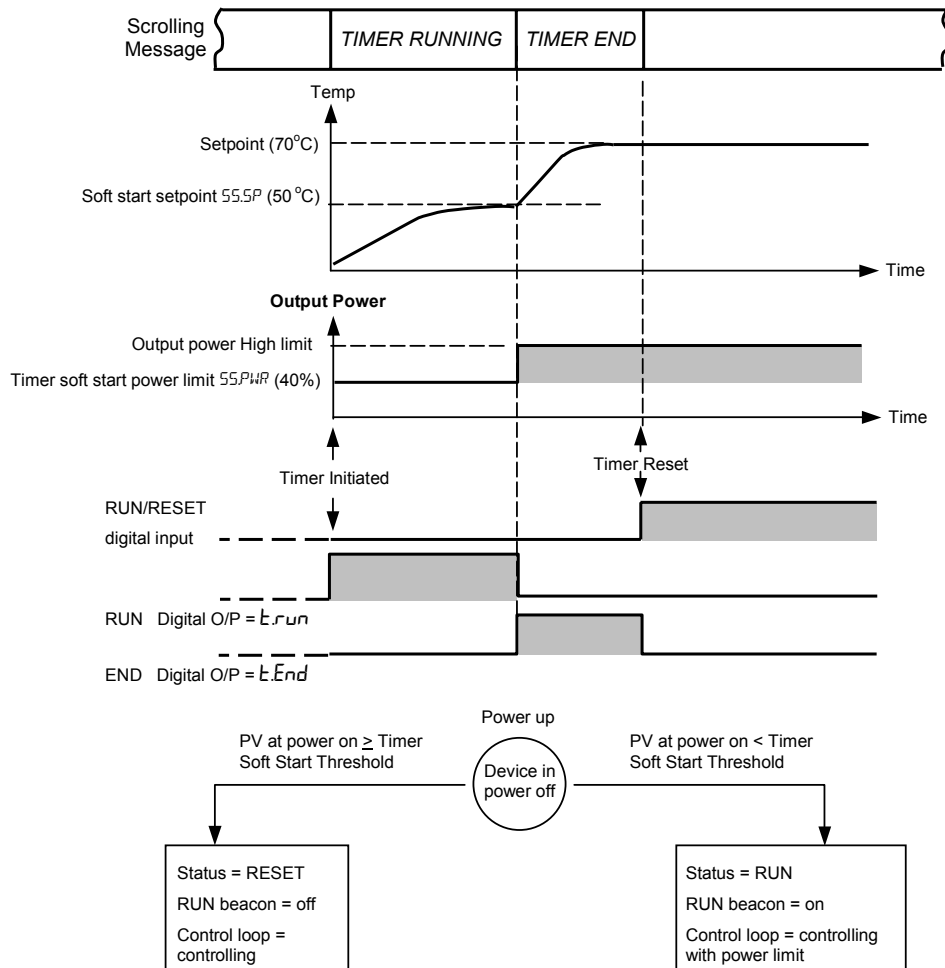 Scrolling
Message
TIMER RUNNING
TIMER END
Temp
Setpoint (70°C)
Soft start setpoint SS.SP (50 °C)
Time
Output Power
Output power High limit
Timer soft start power limit SS.PWR (40%)
Time
Timer Initiated
Timer Reset
RUN/RESET
digital input
RUN Digital O/P = t.run
END Digital O/P = t.End
Power up
PV at power on ≥ Timer
Soft Start Threshold
PV at power on < Timer
Soft Start Threshold
Device in
power off
Status = RESET
RUN beacon = off
Control loop =
controlling
Status = RUN
RUN beacon = on
Control loop = controlling
with power limit